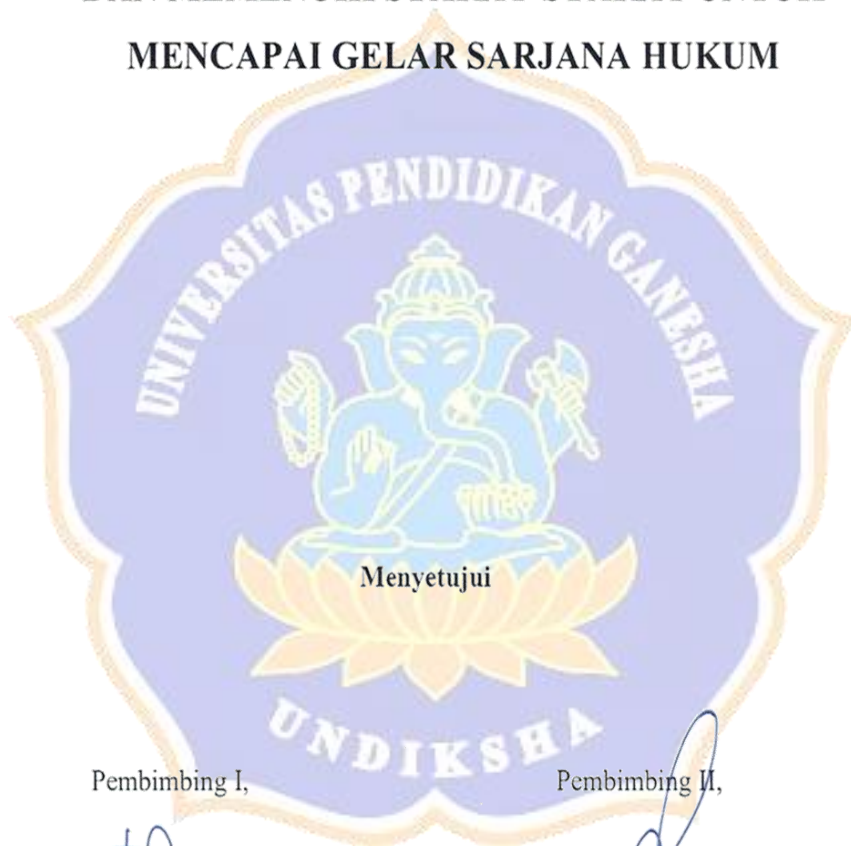 MENCAPAI GELAR SARJANA HUKUM
UNIVERSITAS PENDIDIKAN GANESHA
Menyetujui
UNDIKSHA
Pembimbing I,
Pembimbing II,